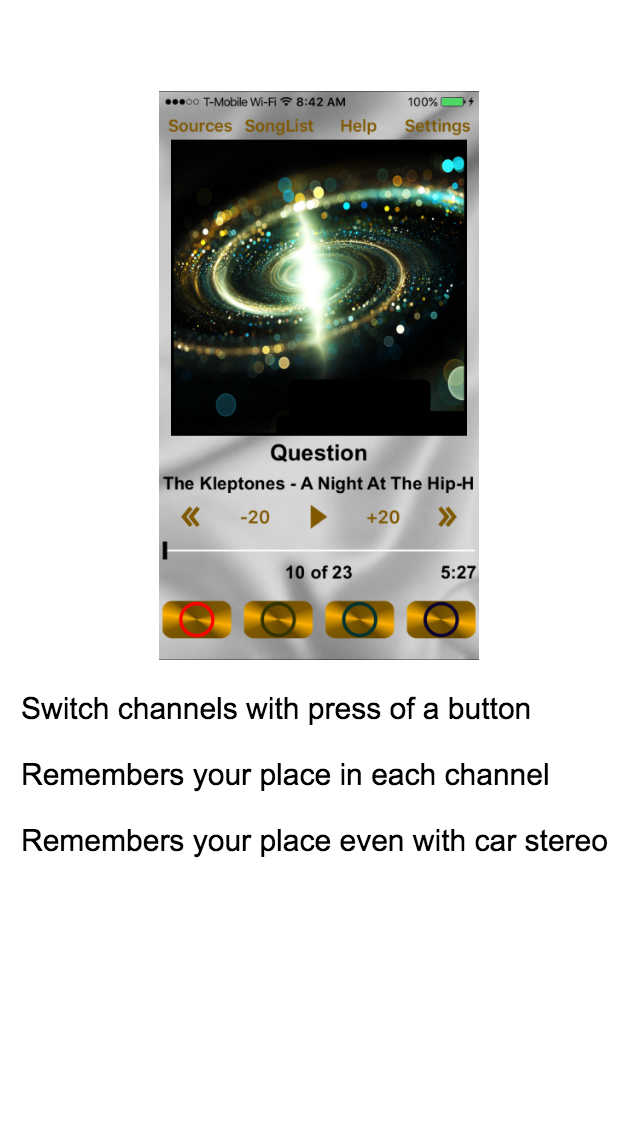 T-Mobile Wi-Fi 8:42 AM 100%
Sources SongList Help Settings
Question
The Kleptones - A Night At The Hip-H
-20 +20
10 of 23 5:27
Switch channels with press of a button
Remembers your place in each channel
Remembers your place even with car stereo